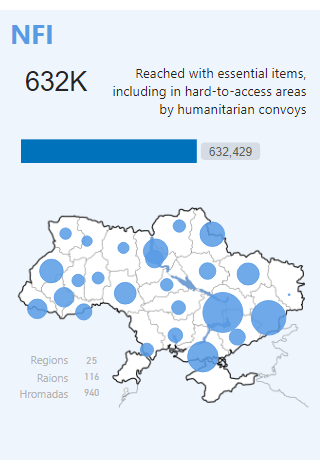 NFI
632K
Reached with essential items,
including in hard-to-access areas
by humanitarian convoys
632,429
Regions 25
Raions 116
Hromadas 940